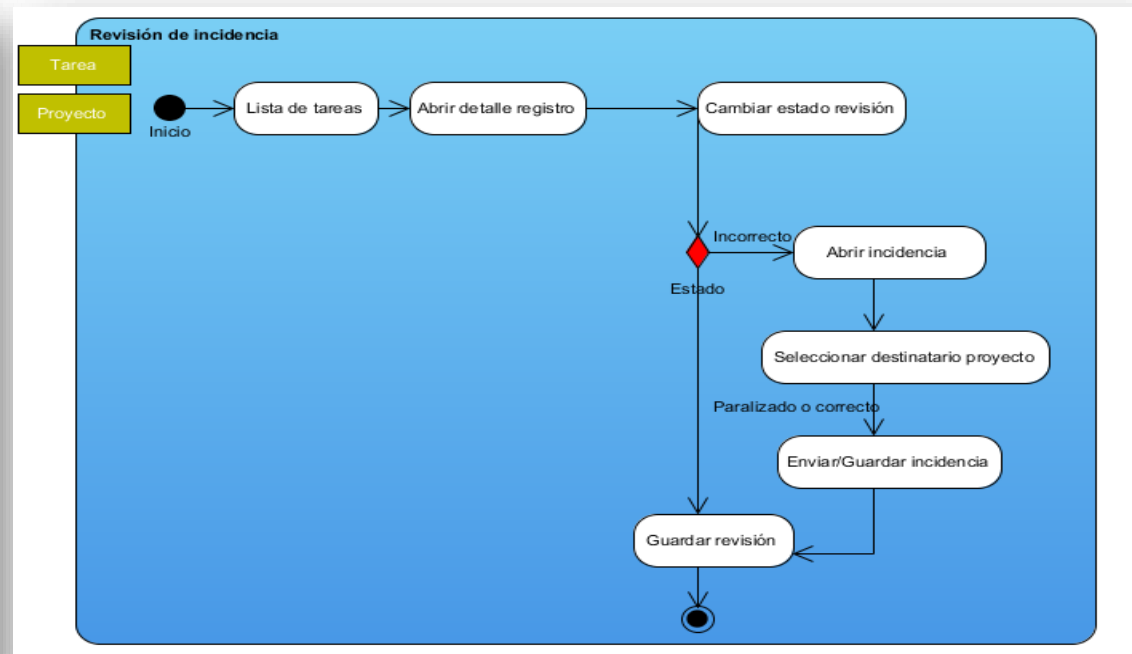 Revisión de incidencia
Tarea
Proyecto
Inicio
Lista de tareas
Abrir detalle registro
Cambiar estado revisión
Incorrecto
Abrir incidencia
Estado
Seleccionar destinatario proyecto
Paralizado o correcto
Enviar/Guardar incidencia
Guardar revisión